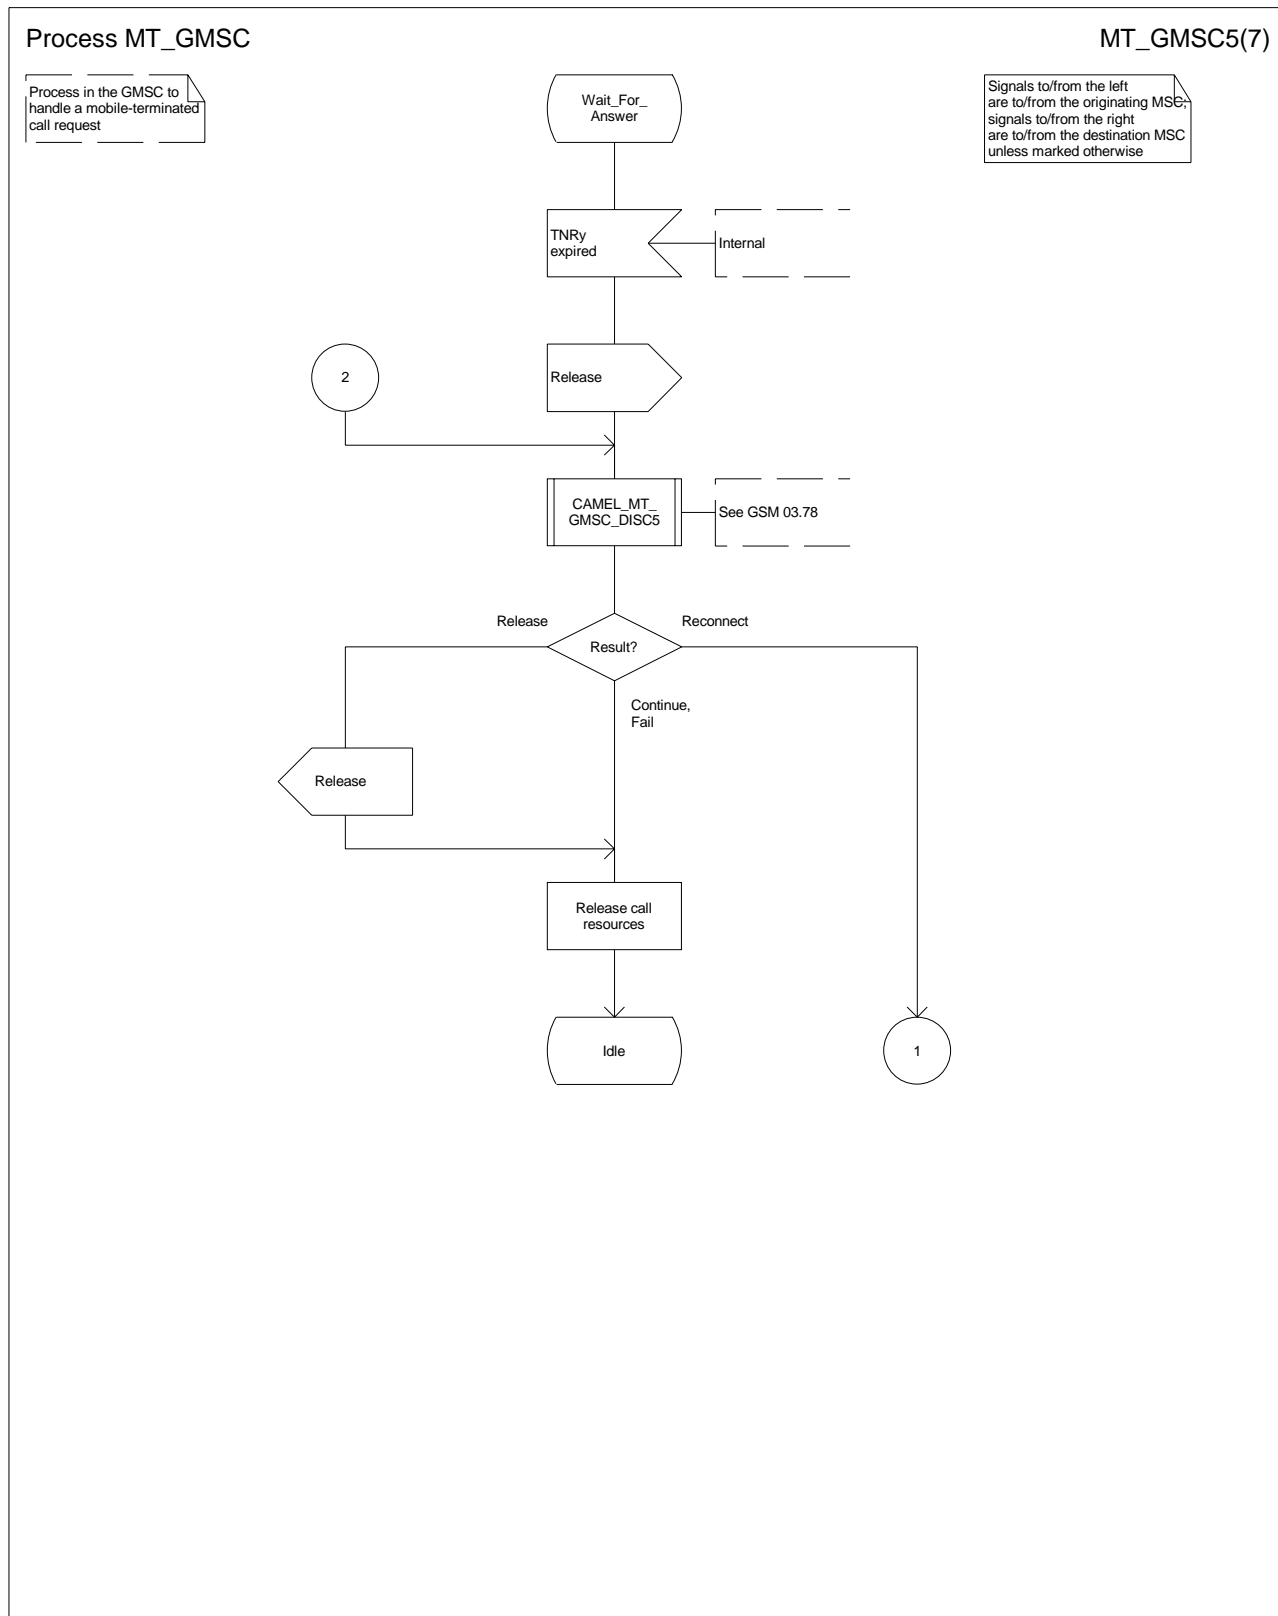 Process MT_GMSC
MT_GMSC5(7)
Process in the GMSC to
handle a mobile-terminated
call request
Signals to/from the left
are to/from the originating MSC;
signals to/from the right
are to/from the destination MSC
unless marked otherwise
Wait_For_
Answer
TNRy
expired
Internal
2
Release
CAMEL_MT_
GMSC_DISC5
See GSM 03.78
Release
Reconnect
Result?
Continue,
Fail
Release
Release call
resources
Idle
1